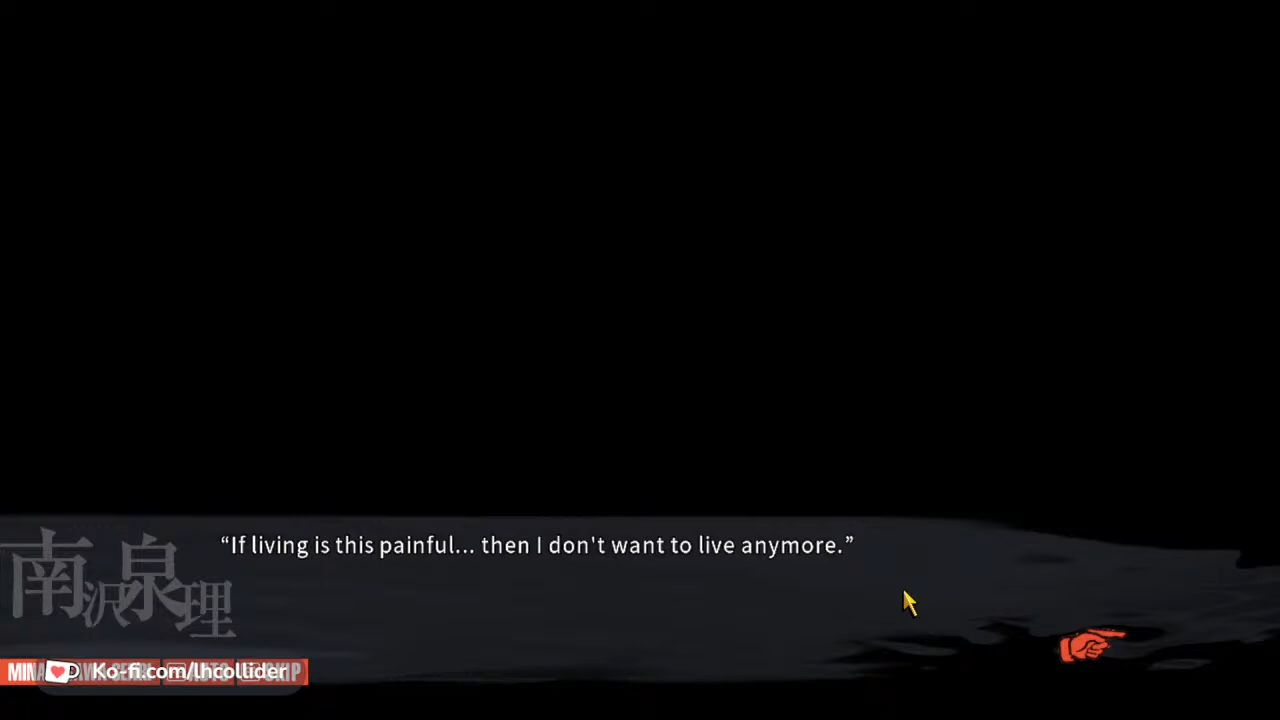 “If living is this painful... then I don't want to live anymore.”
南沢泉理
Ko-fi.com/lhcollider